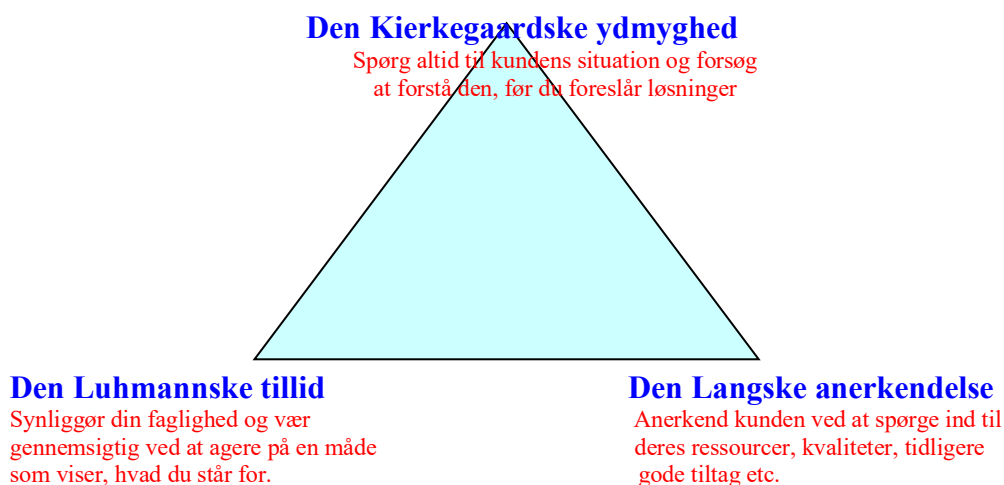 Den Kierkegaardske ydmyghed
Spørg altid til kundens situation og forsøg
at forstå den, før du foreslår løsninger
Den Luhmannske tillid
Synliggør din faglighed og vær
gennemsigtig ved at agere på en måde
som viser, hvad du står for.
Den Langske anerkendelse
Anerkend kunden ved at spørge ind til
deres ressourcer, kvaliteter, tidligere
gode tiltag etc.